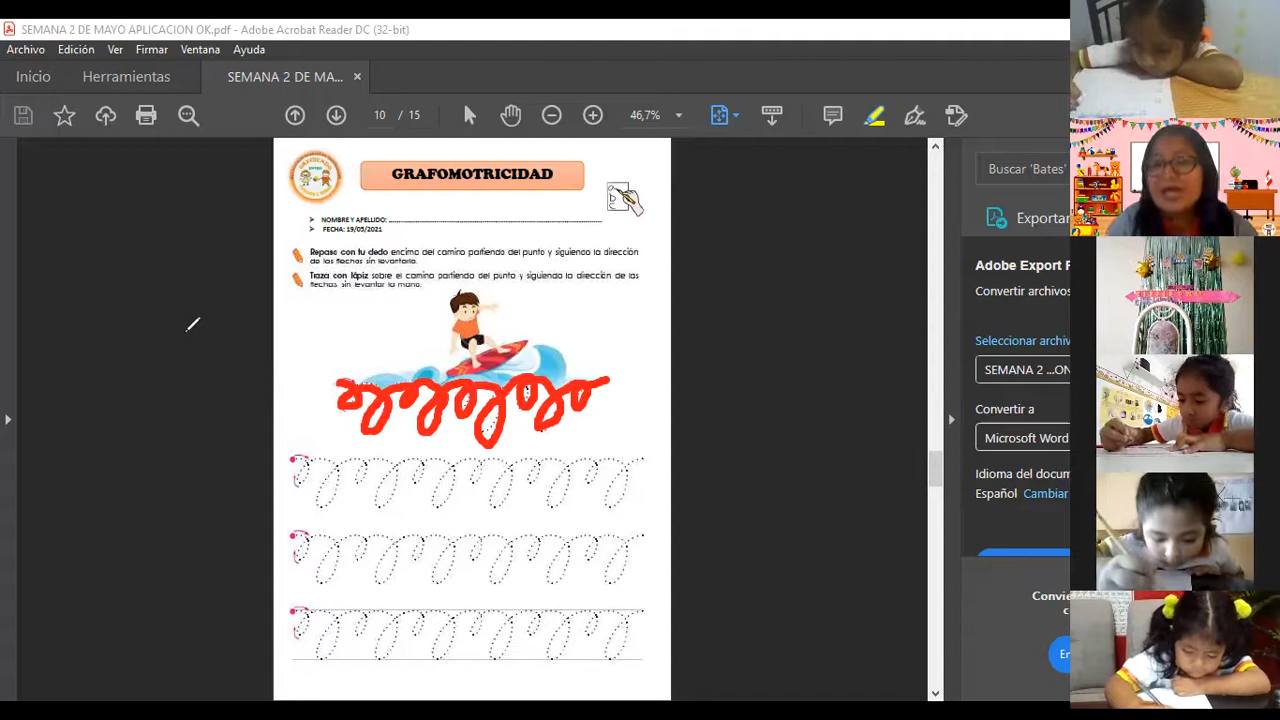 SEMANA 2 DE MAYO APLICACION OK.pdf - Adobe Acrobat Reader DC (32-bit)
Archivo Edición Ver Firmar Ventana Ayuda
Inicio Herramientas SEMANA 2 DE MA... ×
10 / 15 46,7%
GRAFOMOTRICIDAD
NOMBRE Y APELLIDO:
FECHA: 19/05/2021
Repasa con tu dedo encima del camino partiendo del punto y siguiendo la dirección
de las flechas sin levantarlo.
Traza con lápiz sobre el camino partiendo del punto y siguiendo la dirección de las
flechas sin levantar la mano.
Buscar 'Bates'
Exportar
Adobe Export
Convertir archivos
Seleccionar archiv
SEMANA 2 ...ON
Convertir a
Microsoft Word
Idioma del docum
Español Cambiar
Convie